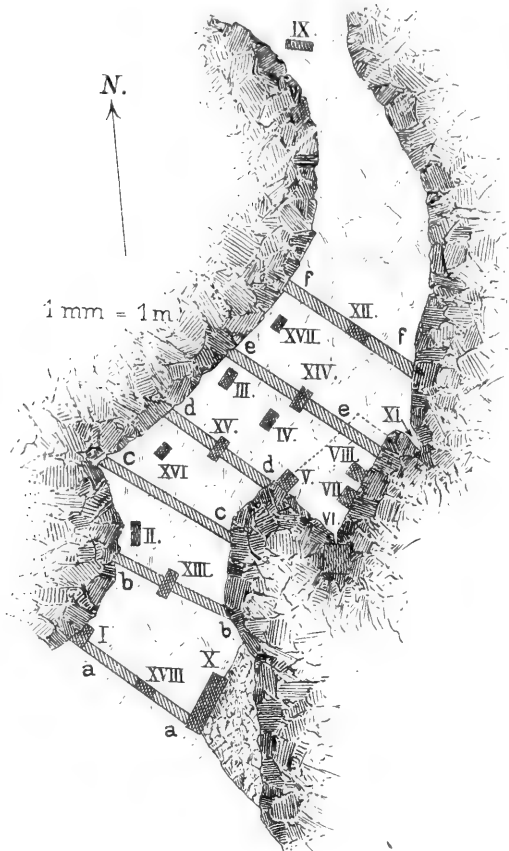 IX
N.
1 mm = 1 m
f
XII.
XVII.
f
e
XIV.
III.
d
e
XI.
XV.
IV.
VIII.
c
XVI
d
V.
VII.
VI.
c
II.
XIII.
b
b
I
X
a
XVIII
a